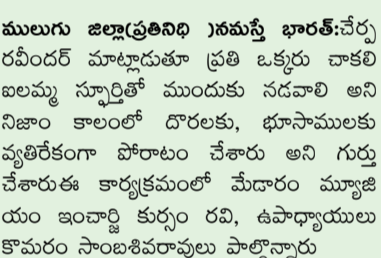 ములుగు జిల్లా(ప్రతినిధి )నమస్తే భారత్:చేర్ప
రవీందర్ మాట్లాడుతూ ప్రతి ఒక్కరు చాకలి
ఐలమ్మ స్ఫూర్తితో ముందుకు నడవాలి అని
నిజాం కాలంలో దొరలకు, భూసాములకు
వ్యతిరేకంగా పోరాటం చేశారు అని గుర్తు
చేశారుఈ కార్యక్రమంలో మేడారం మ్యూజి
యం ఇంచార్జి కుర్సం రవి, ఉపాధ్యాయులు
కొమరం సాంబశివరావులు పాల్గొన్నారు